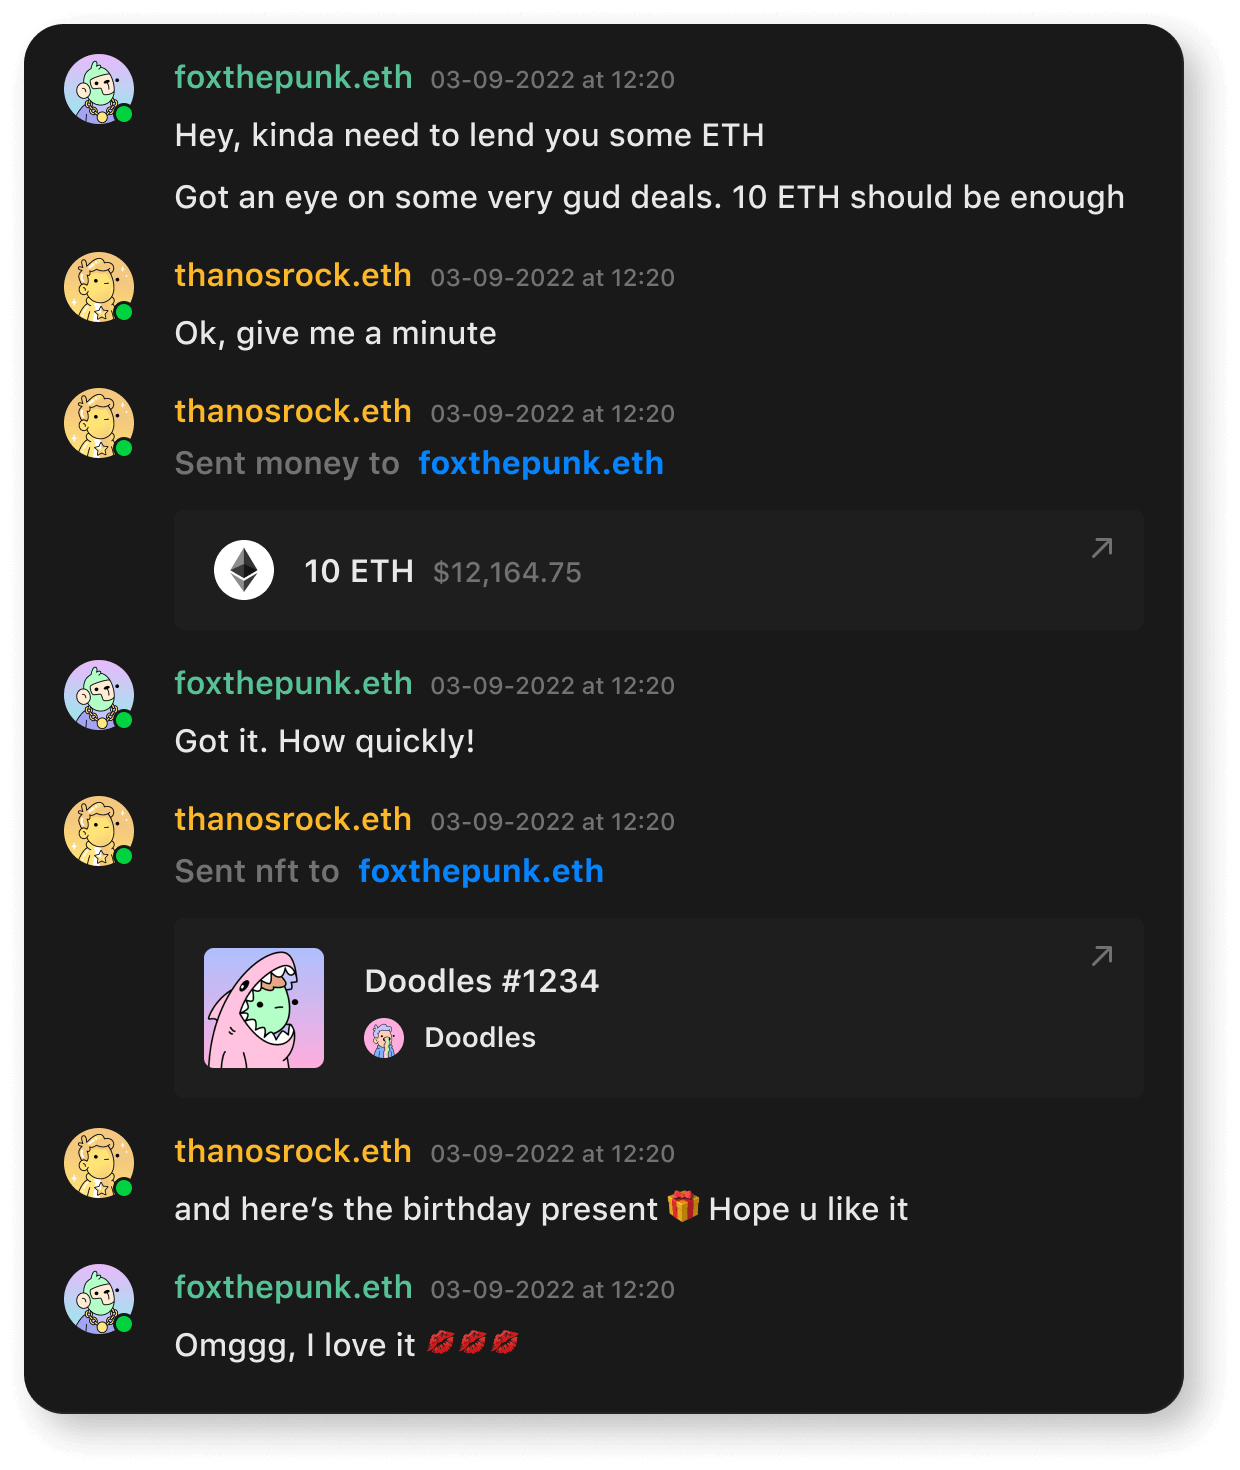 foxthepunk.eth 03-09-2022 at 12:20
Hey, kinda need to lend you some ETH
Got an eye on some very gud deals. 10 ETH should be enough
thanosrock.eth 03-09-2022 at 12:20
Ok, give me a minute
thanosrock.eth 03-09-2022 at 12:20
Sent money to foxthepunk.eth
10 ETH $12,164.75
foxthepunk.eth 03-09-2022 at 12:20
Got it. How quickly!
thanosrock.eth 03-09-2022 at 12:20
Sent nft to foxthepunk.eth
Doodles #1234
Doodles
thanosrock.eth 03-09-2022 at 12:20
and here’s the birthday present 🎁 Hope u like it
foxthepunk.eth 03-09-2022 at 12:20
Omggg, I love it 💋💋💋